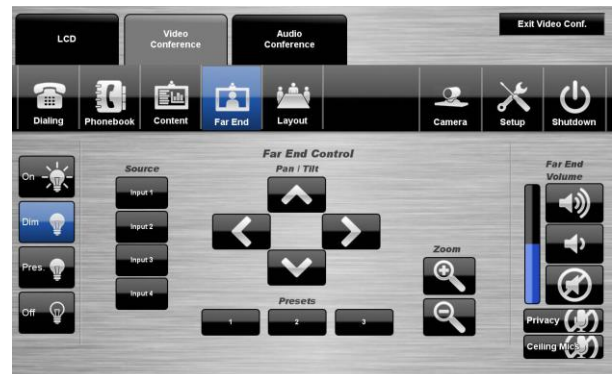 LCD
Video
Conference
Audio
Conference
Exit Video Conf.
Dialing
Phonebook
Content
Far End
Layout
Camera
Setup
Shutdown
Far End Control
On
Dim
Pres.
Off
Source
Input 1
Input 2
Input 3
Input 4
Pan / Tilt
Presets
1
2
3
Zoom
Far End
Volume
Privacy
Ceiling Mics